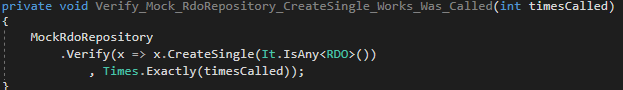 private void Verify_Mock_RdoRepository_CreateSingle_Works_Was_Called(int timesCalled)
{
MockRdoRepository
.Verify(x => x.CreateSingle(It.IsAny<RDO>())
, Times.Exactly(timesCalled));
}